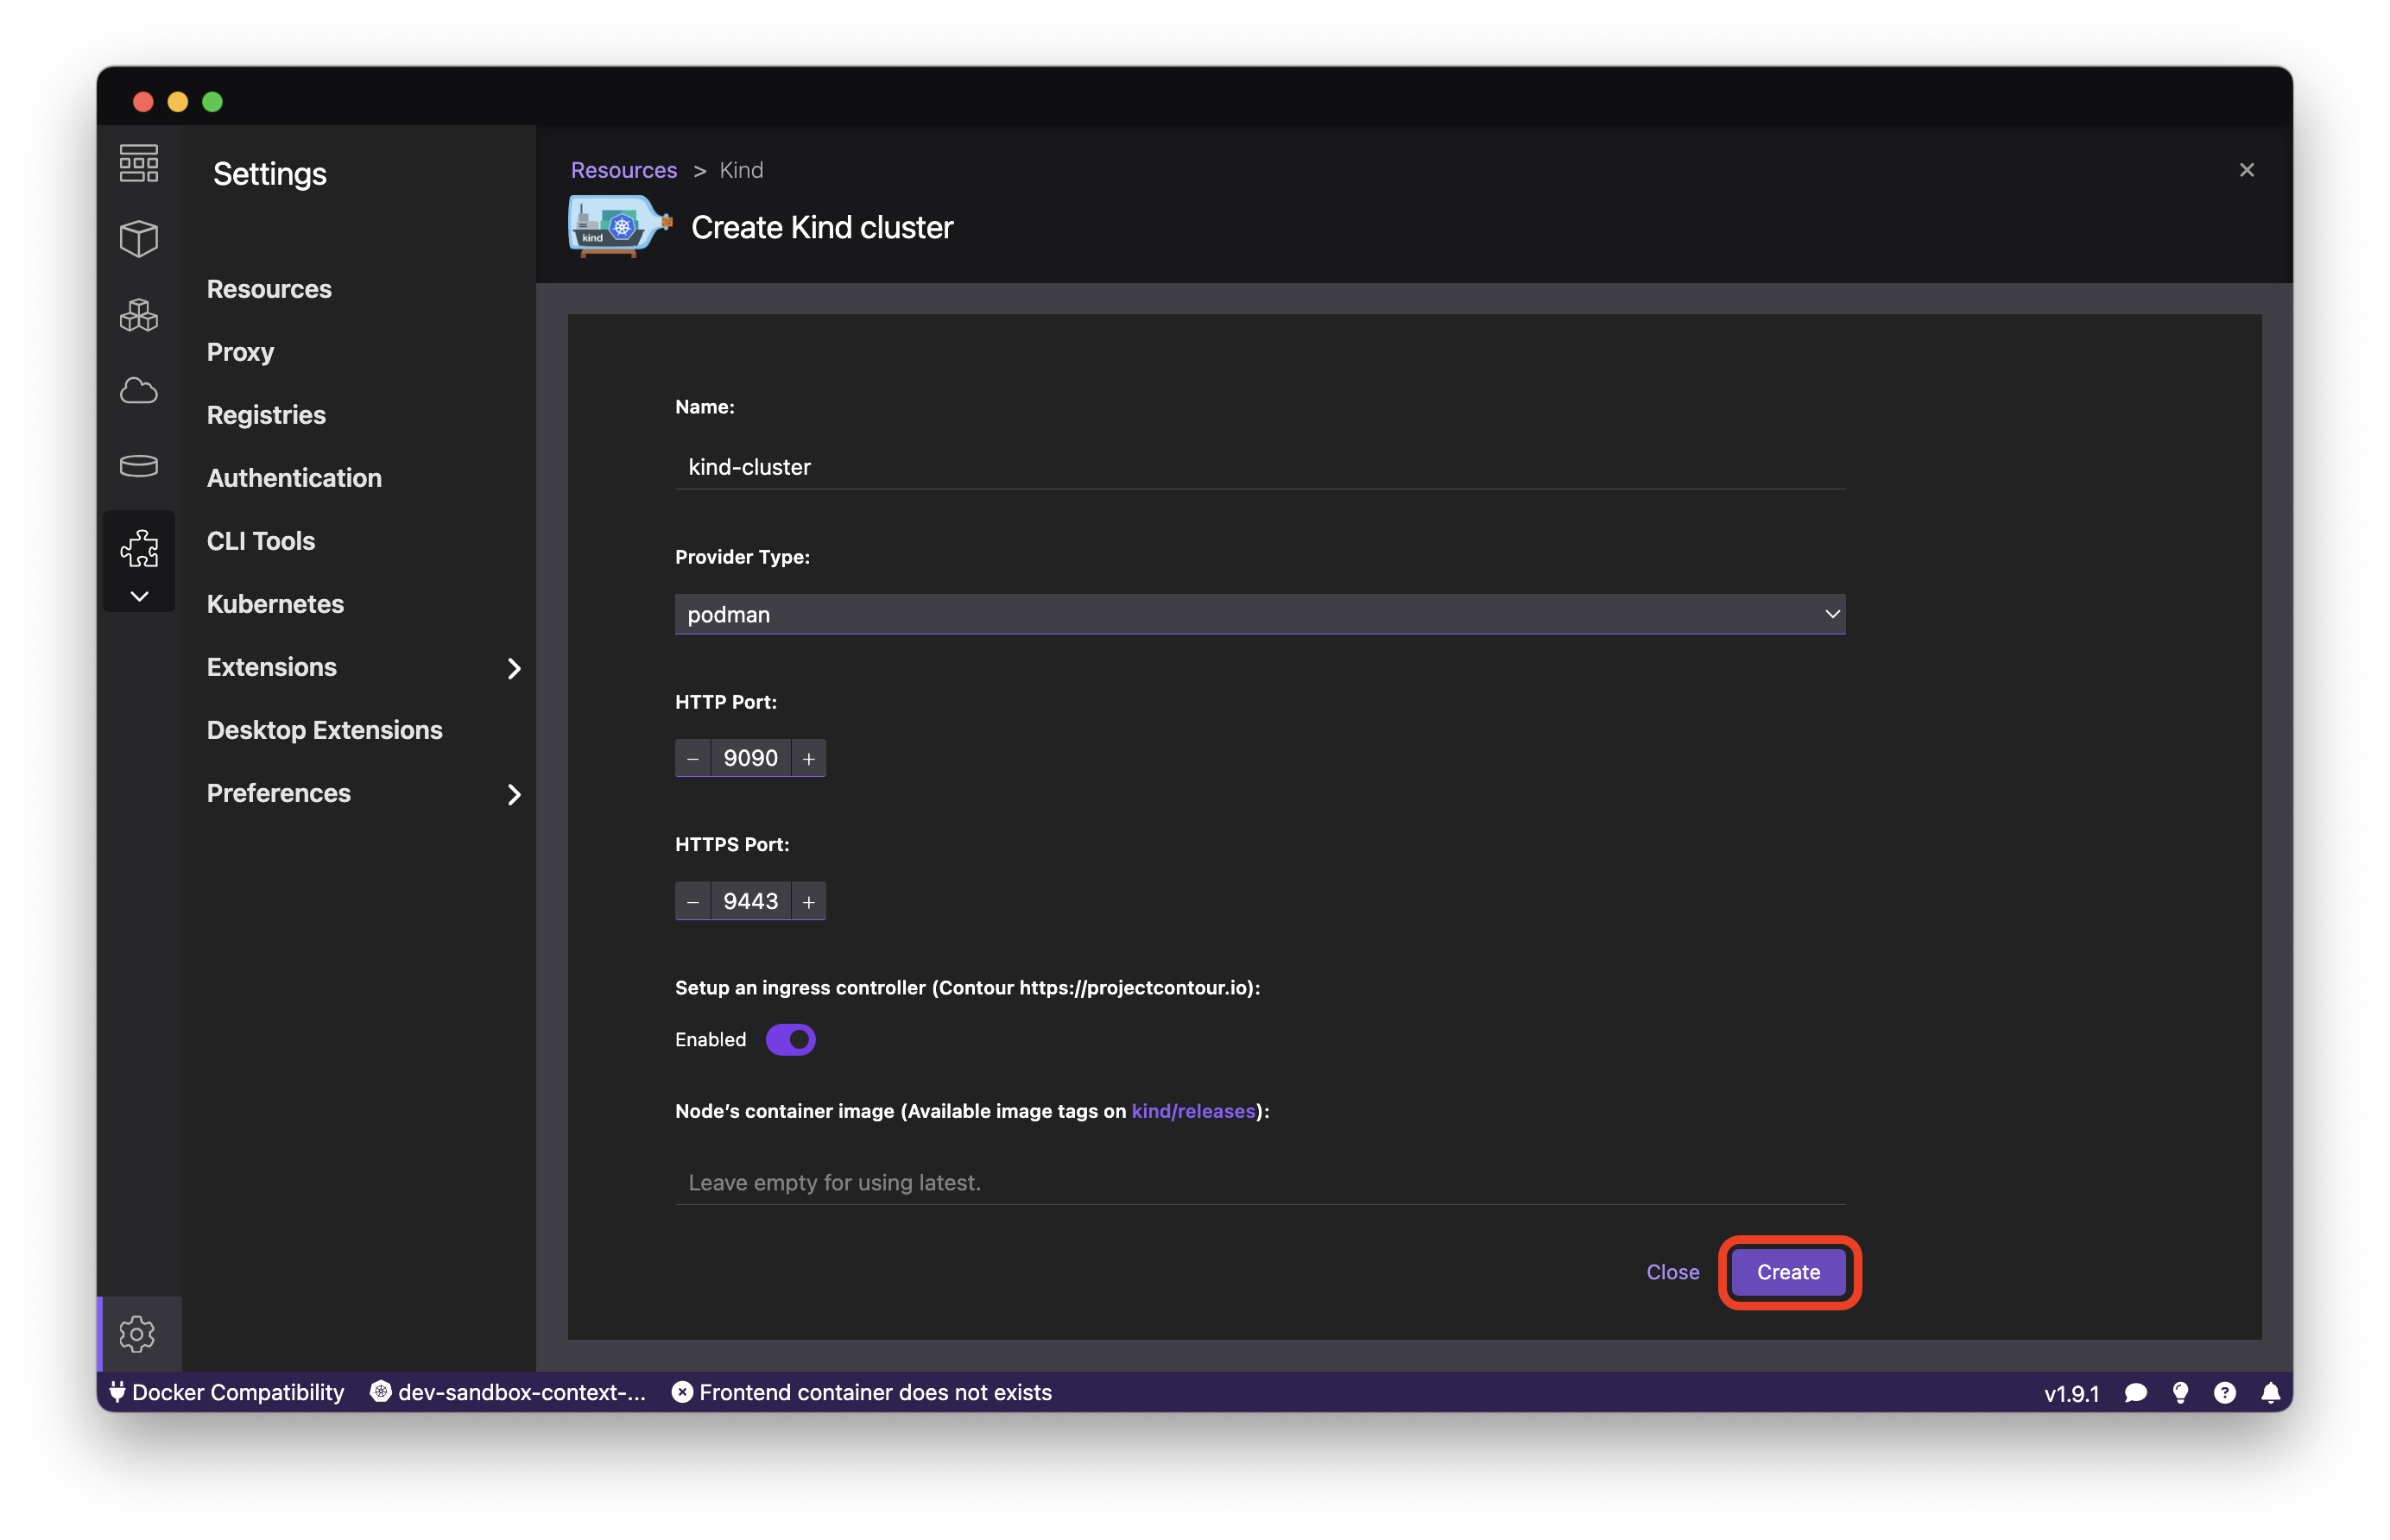 Settings
Resources
Proxy
Registries
Authentication
CLI Tools
Kubernetes
Extensions
Desktop Extensions
Preferences
Resources > Kind
kind
Create Kind cluster
Name:
kind-cluster
Provider Type:
podman
HTTP Port:
– 9090 +
HTTPS Port:
– 9443 +
Setup an ingress controller (Contour https://projectcontour.io):
Enabled
Node’s container image (Available image tags on kind/releases):
Leave empty for using latest.
Close Create
Docker Compatibility dev-sandbox-context-... Frontend container does not exists v1.9.1